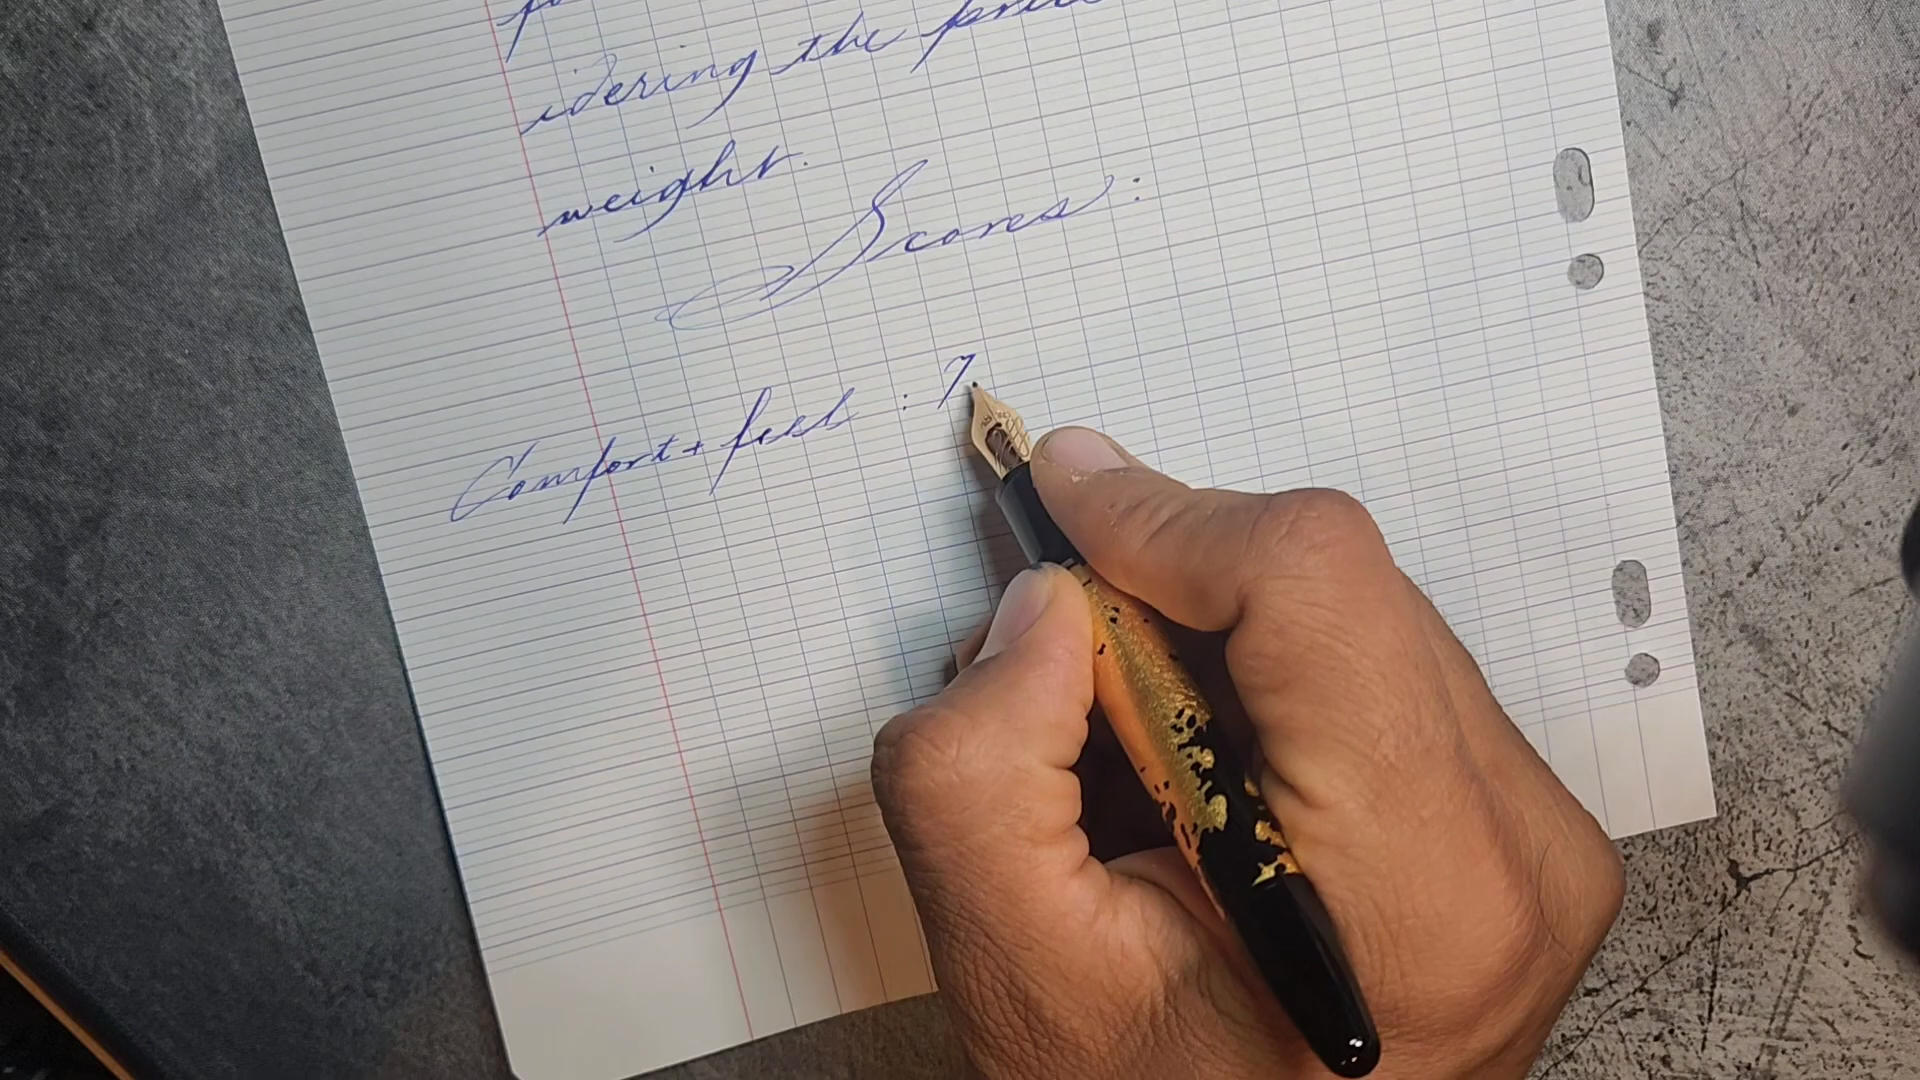 idering the
weight.
Scores:
Comfort + feel : 7